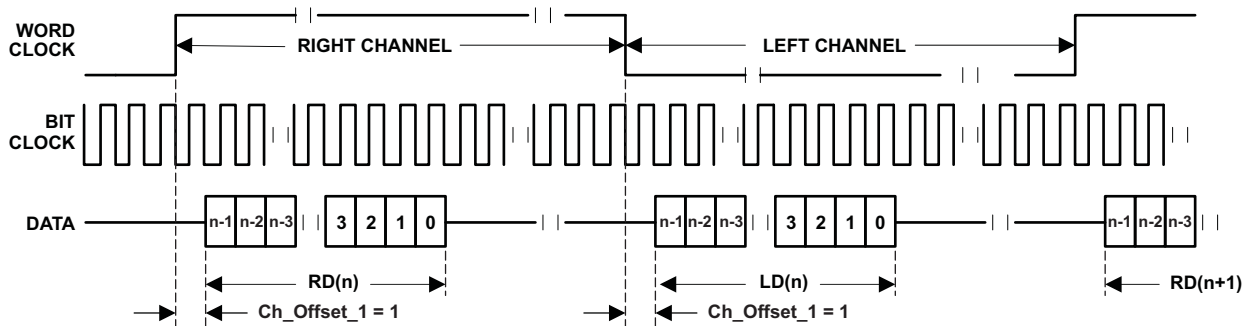 WORD
CLOCK
RIGHT CHANNEL
LEFT CHANNEL
BIT
CLOCK
DATA
n-1 n-2 n-3 3 2 1 0
n-1 n-2 n-3 3 2 1 0
n-1 n-2 n-3
RD(n)
LD(n)
RD(n+1)
Ch_Offset_1 = 1
Ch_Offset_1 = 1